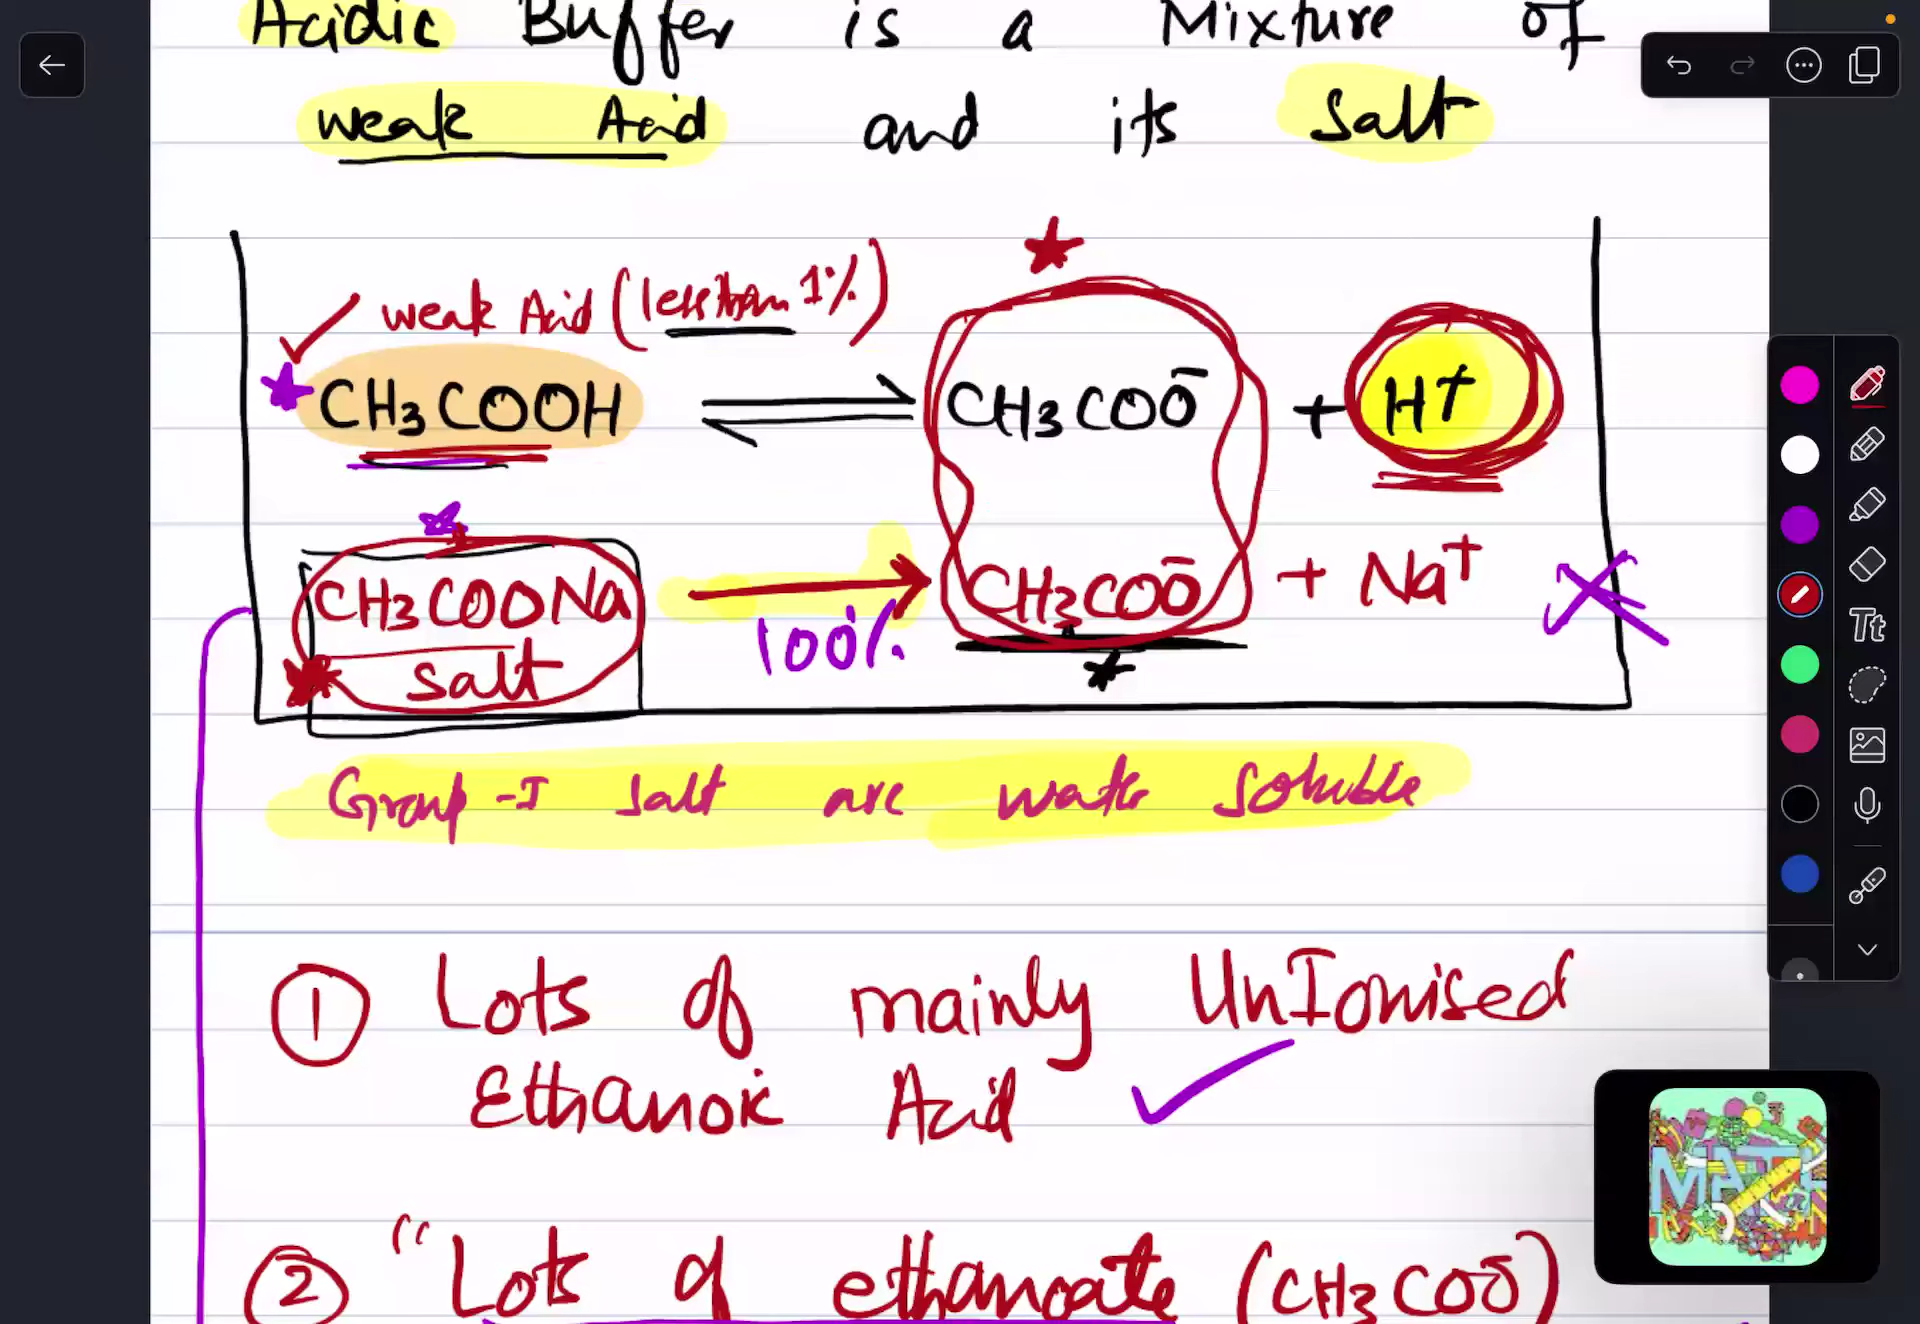 Acidic Buffer is a Mixture of
weak Acid and its Salt
weak Acid (less than 1%)
CH3COOH ⇌ CH3COO⁻ + H⁺
CH3COONa → CH3COO⁻ + Na⁺
100%
Salt
Group-I Salt are water Soluble
① Lots of mainly UnIonised
Ethanoic Acid
② "Lots of ethanoate (CH3COO⁻)
Tt
MATH